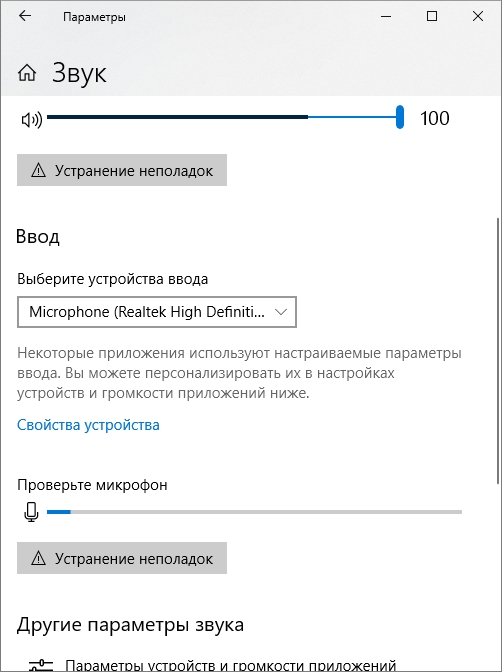 Параметры
Звук
100
Устранение неполадок
Ввод
Выберите устройства ввода
Microphone (Realtek High Definiti...
Некоторые приложения используют настраиваемые параметры
ввода. Вы можете персонализировать их в настройках
устройств и громкости приложений ниже.
Свойства устройства
Проверьте микрофон
Устранение неполадок
Другие параметры звука
Параметры устройств и громкости приложений